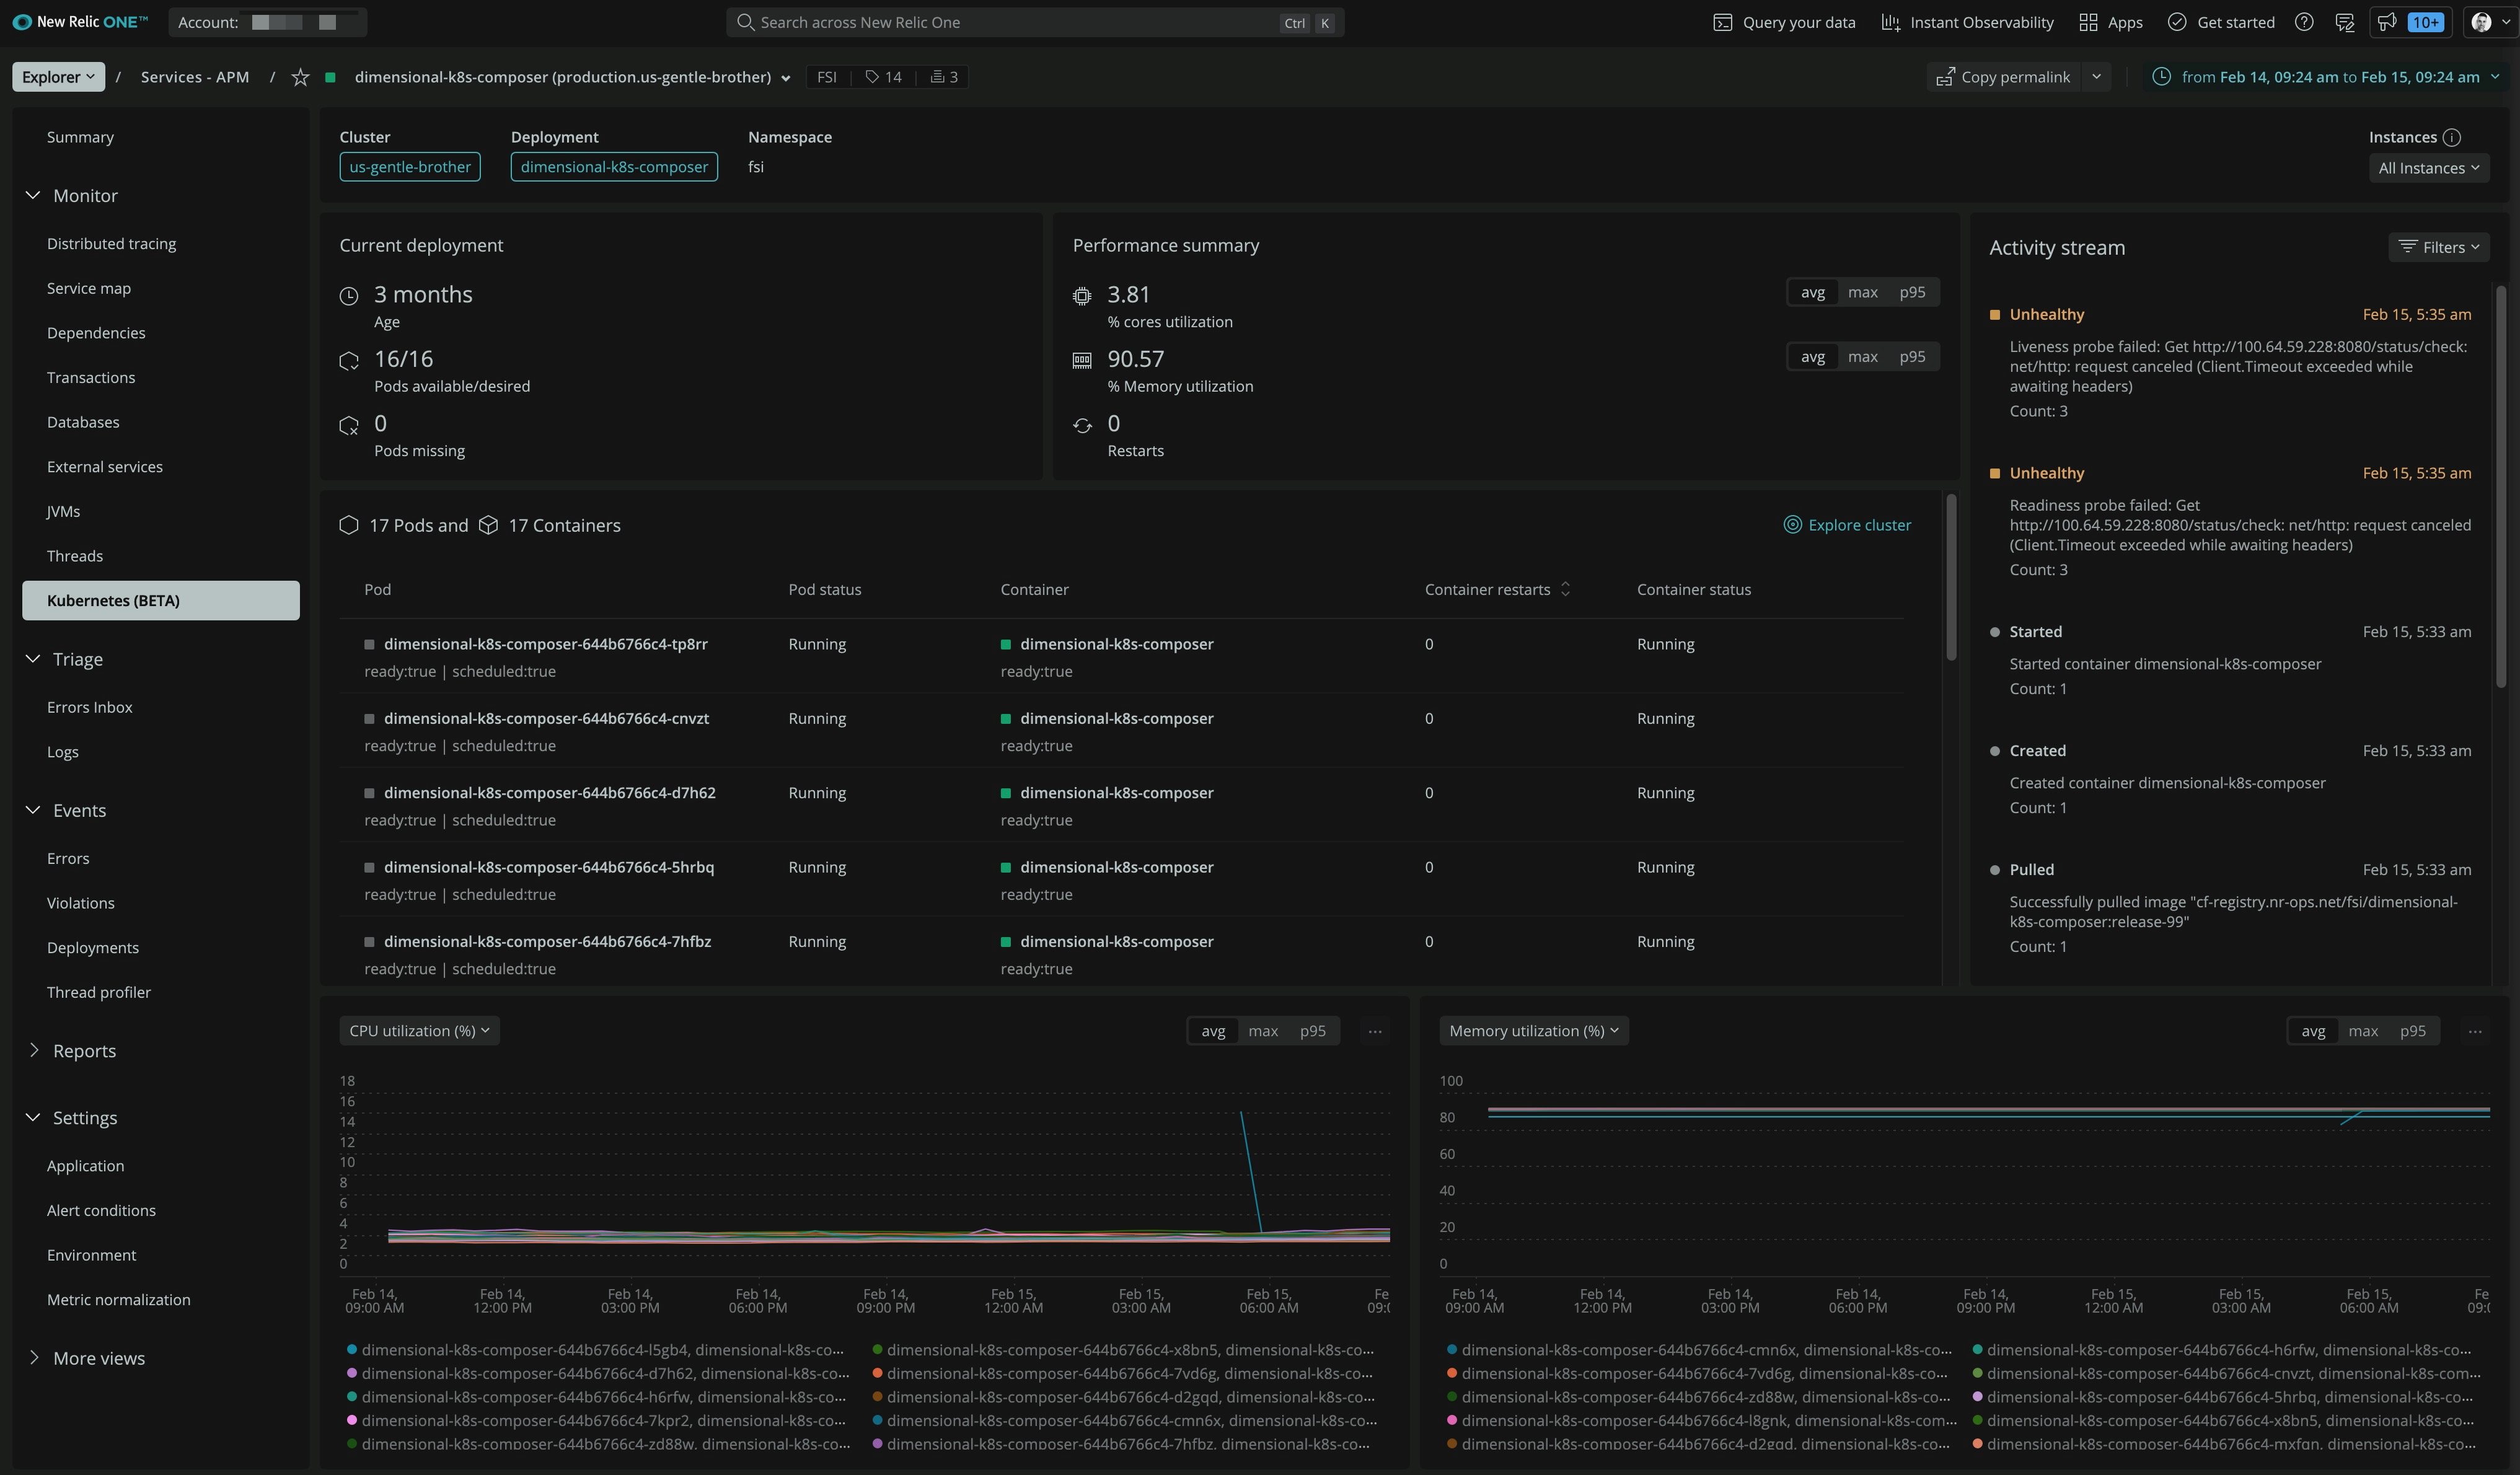 New Relic ONE™
Account:
Search across New Relic One
Ctrl K
Query your data
Instant Observability
Apps
Get started
10+
Explorer / Services - APM / dimensional-k8s-composer (production.us-gentle-brother)
FSI | 14 | 3
Copy permalink
from Feb 14, 09:24 am to Feb 15, 09:24 am
Summary
Monitor
Distributed tracing
Service map
Dependencies
Transactions
Databases
External services
JVMs
Threads
Kubernetes (BETA)
Triage
Errors Inbox
Logs
Events
Errors
Violations
Deployments
Thread profiler
Reports
Settings
Application
Alert conditions
Environment
Metric normalization
More views
Cluster
us-gentle-brother
Deployment
dimensional-k8s-composer
Namespace
fsi
Instances
All Instances
Current deployment
3 months
Age
16/16
Pods available/desired
0
Pods missing
Performance summary
3.81
% cores utilization
avg max p95
90.57
% Memory utilization
avg max p95
0
Restarts
17 Pods and 17 Containers
Explore cluster
Pod Pod status Container Container restarts Container status
dimensional-k8s-composer-644b6766c4-tp8rr Running dimensional-k8s-composer 0 Running
ready:true | scheduled:true ready:true
dimensional-k8s-composer-644b6766c4-cnvzt Running dimensional-k8s-composer 0 Running
ready:true | scheduled:true ready:true
dimensional-k8s-composer-644b6766c4-d7h62 Running dimensional-k8s-composer 0 Running
ready:true | scheduled:true ready:true
dimensional-k8s-composer-644b6766c4-5hrbq Running dimensional-k8s-composer 0 Running
ready:true | scheduled:true ready:true
dimensional-k8s-composer-644b6766c4-7hfbz Running dimensional-k8s-composer 0 Running
ready:true | scheduled:true ready:true
Activity stream
Filters
Unhealthy Feb 15, 5:35 am
Liveness probe failed: Get http://100.64.59.228:8080/status/check:
net/http: request canceled (Client.Timeout exceeded while
awaiting headers)
Count: 3
Unhealthy Feb 15, 5:35 am
Readiness probe failed: Get
http://100.64.59.228:8080/status/check: net/http: request canceled
(Client.Timeout exceeded while awaiting headers)
Count: 3
Started Feb 15, 5:33 am
Started container dimensional-k8s-composer
Count: 1
Created Feb 15, 5:33 am
Created container dimensional-k8s-composer
Count: 1
Pulled Feb 15, 5:33 am
Successfully pulled image "cf-registry.nr-ops.net/fsi/dimensional-
k8s-composer:release-99"
Count: 1
CPU utilization (%)
avg max p95 ...
18
16
14
12
10
8
6
4
2
0
Feb 14, Feb 14, Feb 14, Feb 14, Feb 14, Feb 15, Feb 15, Feb 15, Fe
09:00 AM 12:00 PM 03:00 PM 06:00 PM 09:00 PM 12:00 AM 03:00 AM 06:00 AM 09:0
dimensional-k8s-composer-644b6766c4-l5gb4, dimensional-k8s-co...
dimensional-k8s-composer-644b6766c4-x8bn5, dimensional-k8s-co...
dimensional-k8s-composer-644b6766c4-d7h62, dimensional-k8s-co...
dimensional-k8s-composer-644b6766c4-7vd6g, dimensional-k8s-co...
dimensional-k8s-composer-644b6766c4-h6rfw, dimensional-k8s-co...
dimensional-k8s-composer-644b6766c4-d2gqd, dimensional-k8s-co...
dimensional-k8s-composer-644b6766c4-7kpr2, dimensional-k8s-co...
dimensional-k8s-composer-644b6766c4-cmn6x, dimensional-k8s-co...
dimensional-k8s-composer-644b6766c4-zd88w, dimensional-k8s-co...
dimensional-k8s-composer-644b6766c4-7hfbz, dimensional-k8s-co...
Memory utilization (%)
avg max p95 ...
100
80
60
40
20
0
Feb 14, Feb 14, Feb 14, Feb 14, Feb 14, Feb 15, Feb 15, Feb 15, Fe
09:00 AM 12:00 PM 03:00 PM 06:00 PM 09:00 PM 12:00 AM 03:00 AM 06:00 AM 09:0
dimensional-k8s-composer-644b6766c4-cmn6x, dimensional-k8s-co...
dimensional-k8s-composer-644b6766c4-h6rfw, dimensional-k8s-co...
dimensional-k8s-composer-644b6766c4-7vd6g, dimensional-k8s-co...
dimensional-k8s-composer-644b6766c4-cnvzt, dimensional-k8s-com...
dimensional-k8s-composer-644b6766c4-zd88w, dimensional-k8s-co...
dimensional-k8s-composer-644b6766c4-5hrbq, dimensional-k8s-co...
dimensional-k8s-composer-644b6766c4-l8gnk, dimensional-k8s-com...
dimensional-k8s-composer-644b6766c4-x8bn5, dimensional-k8s-co...
dimensional-k8s-composer-644b6766c4-d2gqd, dimensional-k8s-co...
dimensional-k8s-composer-644b6766c4-mxfqn, dimensional-k8s-co...